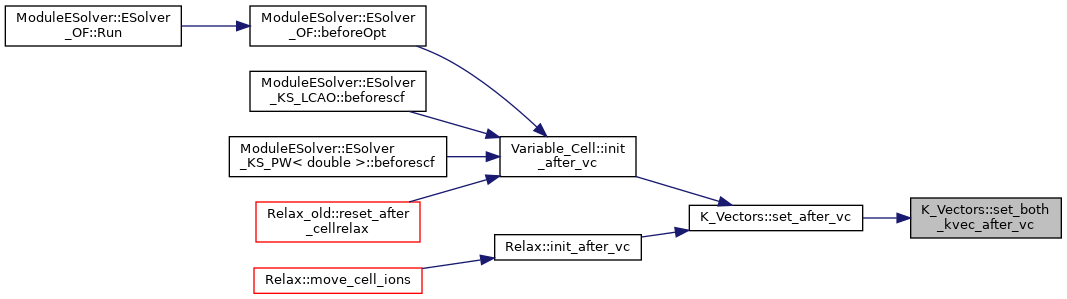 ModuleESolver::ESolver
_OF::Run
ModuleESolver::ESolver
_OF::beforeOpt
ModuleESolver::ESolver
_KS_LCAO::beforescf
ModuleESolver::ESolver
_KS_PW< double >::beforescf
Relax_old::reset_after
_cellrelax
Variable_Cell::init
_after_vc
Relax::init_after_vc
Relax::move_cell_ions
K_Vectors::set_after_vc
K_Vectors::set_both
_kvec_after_vc